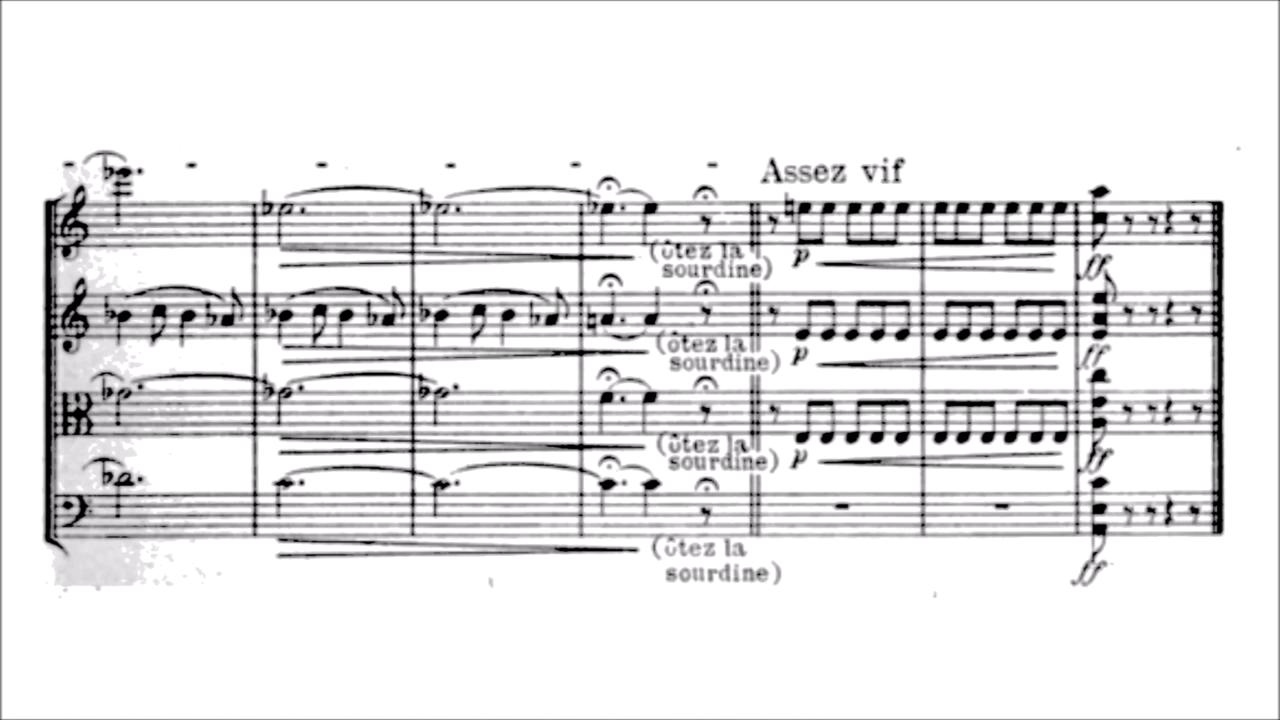 Assez vif
(ôtez la
sourdine)
p
ff
(ôtez la
sourdine)
p
ff
(ôtez la
sourdine)
p
ff
(ôtez la
sourdine)
ff